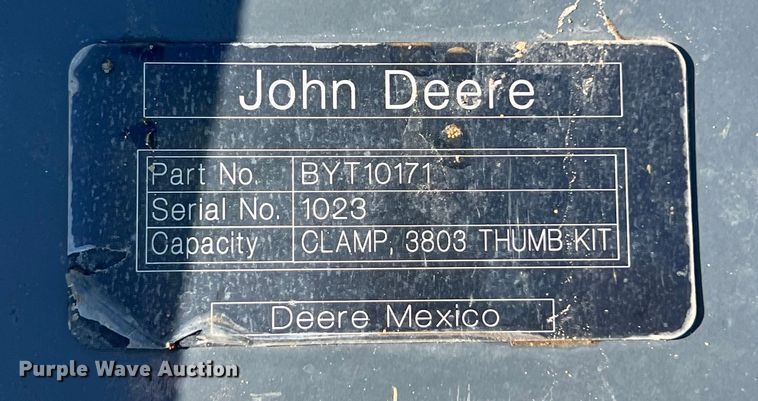 John Deere
Part No. BYT10171
Serial No. 1023
Capacity CLAMP, 3803 THUMB KIT
Deere Mexico
Purple Wave Auction